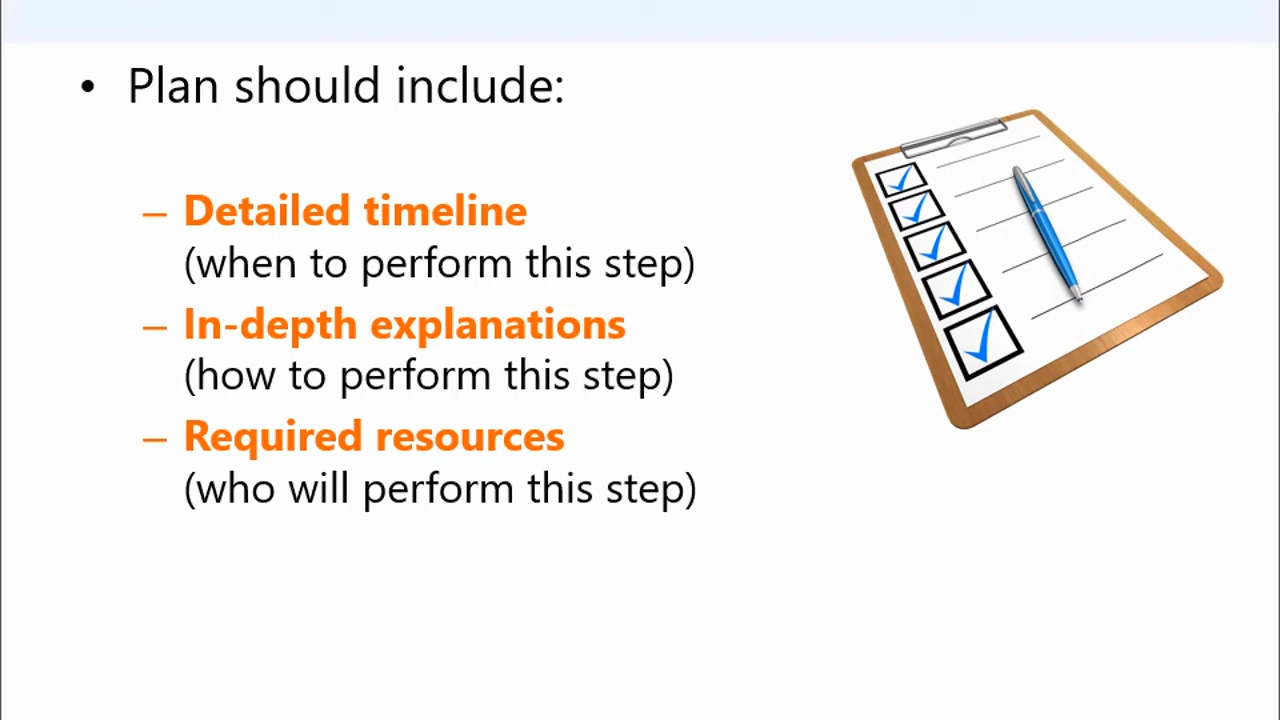 • Plan should include:
– Detailed timeline
(when to perform this step)
– In-depth explanations
(how to perform this step)
– Required resources
(who will perform this step)